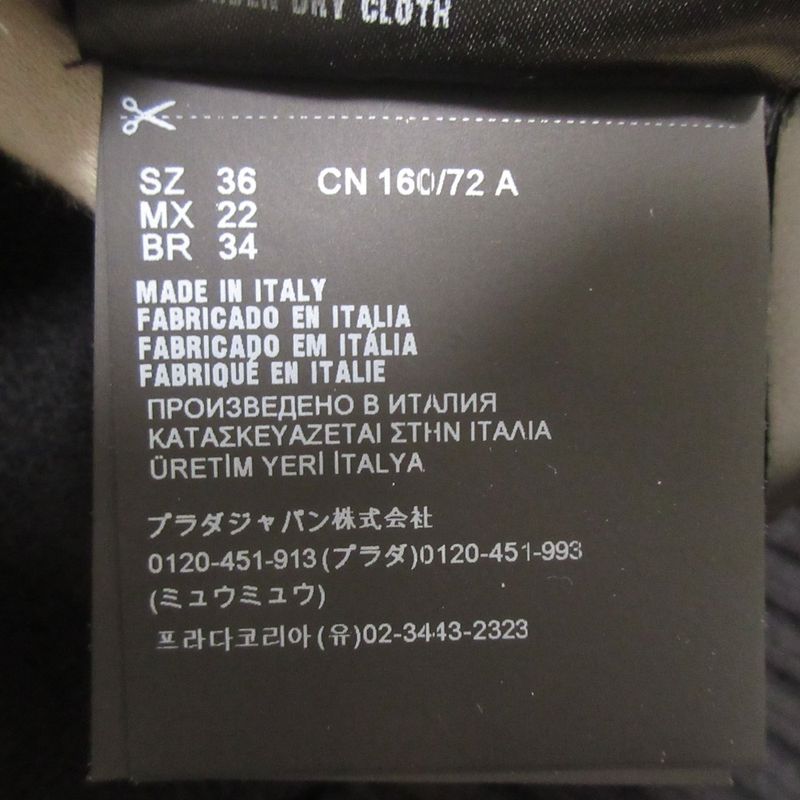 UNDER DRY CLOTH
SZ 36 CN 160/72 A
MX 22
BR 34
MADE IN ITALY
FABRICADO EN ITALIA
FABRICADO EM ITÁLIA
FABRIQUÉ EN ITALIE
ПРОИЗВЕДЕНО В ИТАЛИЯ
ΚΑΤΑΣΚΕΥΑΖΕΤΑΙ ΣΤΗΝ ΙΤΑΛΙΑ
ÜRETİM YERİ İTALYA
プラダジャパン株式会社
0120-451-913(プラダ)0120-451-993
(ミュウミュウ)
프라다코리아(유)02-3443-2323